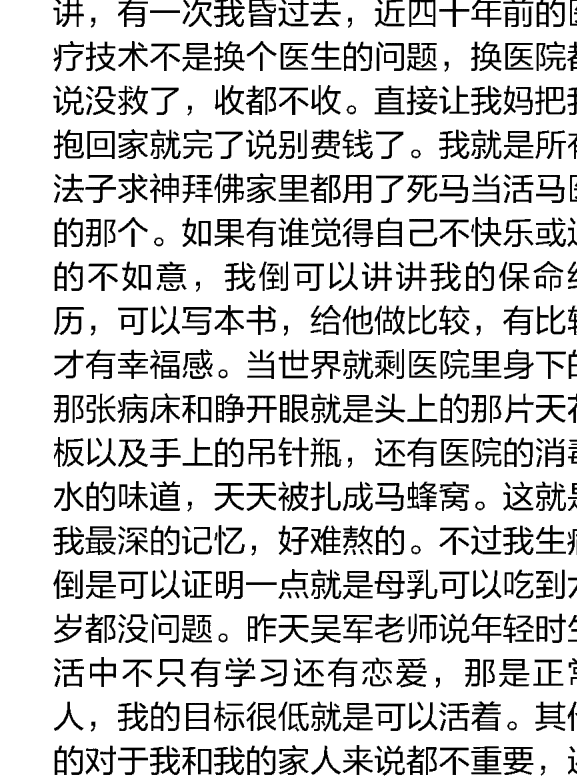 讲，有一次我昏过去，近四十年前的
疗技术不是换个医生的问题，换医院
说没救了，收都不收。直接让我妈把
抱回家就完了说别费钱了。我就是所
法子求神拜佛家里都用了死马当活马
的那个。如果有谁觉得自己不快乐或
的不如意，我倒可以讲讲我的保命
历，可以写本书，给他做比较，有比
才有幸福感。当世界就剩医院里身下
那张病床和睁开眼就是头上的那片天
板以及手上的吊针瓶，还有医院的消
水的味道，天天被扎成马蜂窝。这就
我最深的记忆，好难熬的。不过我生
倒是可以证明一点就是母乳可以吃到
岁都没问题。昨天吴军老师说年轻时
活中不只有学习还有恋爱，那是正
人，我的目标很低就是可以活着。其
的对于我和我的家人来说都不重要，